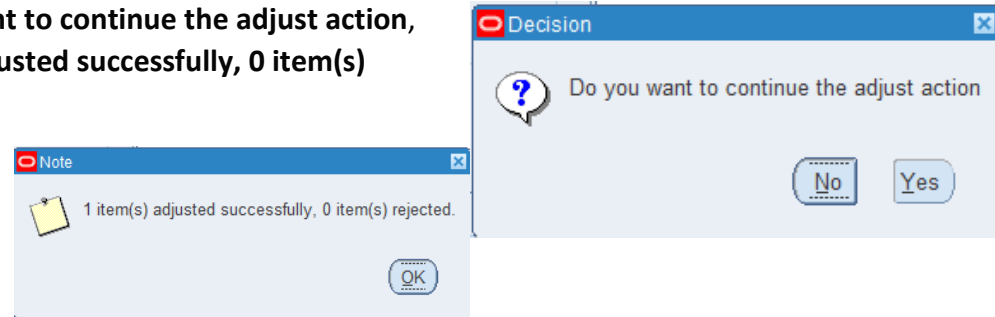 nt to continue the adjust action,
usted successfully, 0 item(s)
Decision
Do you want to continue the adjust action
No
Yes
Note
1 item(s) adjusted successfully, 0 item(s) rejected.
OK